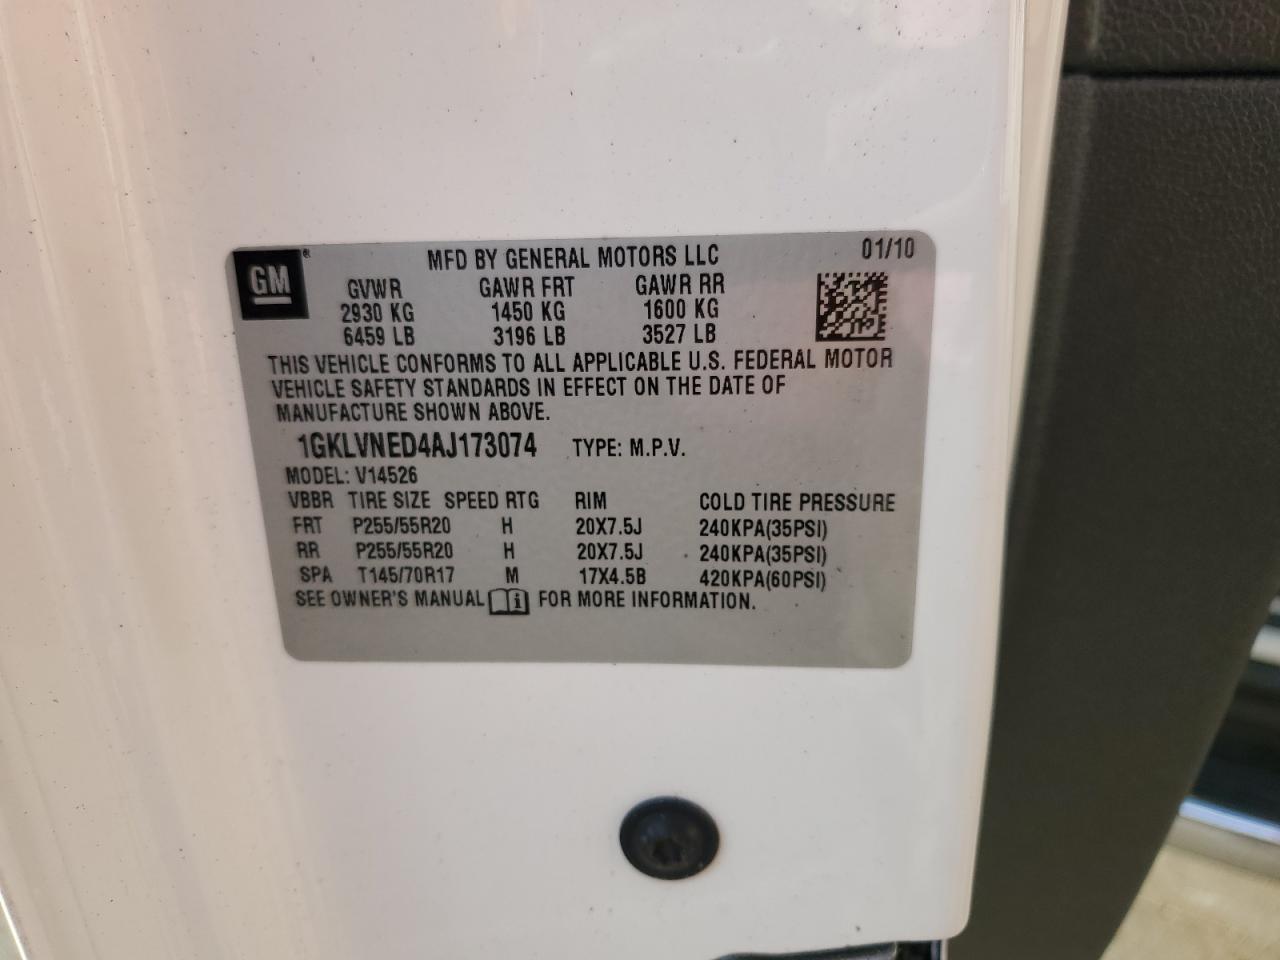 GM ® MFD BY GENERAL MOTORS LLC 01/10
GVWR GAWR FRT GAWR RR
2930 KG 1450 KG 1600 KG
6459 LB 3196 LB 3527 LB
THIS VEHICLE CONFORMS TO ALL APPLICABLE U.S. FEDERAL MOTOR
VEHICLE SAFETY STANDARDS IN EFFECT ON THE DATE OF
MANUFACTURE SHOWN ABOVE.
1GKLVNED4AJ173074 TYPE: M.P.V.
MODEL: V14526
VBBR TIRE SIZE SPEED RTG RIM COLD TIRE PRESSURE
FRT P255/55R20 H 20X7.5J 240KPA(35PSI)
RR P255/55R20 H 20X7.5J 240KPA(35PSI)
SPA T145/70R17 M 17X4.5B 420KPA(60PSI)
SEE OWNER'S MANUAL i FOR MORE INFORMATION.